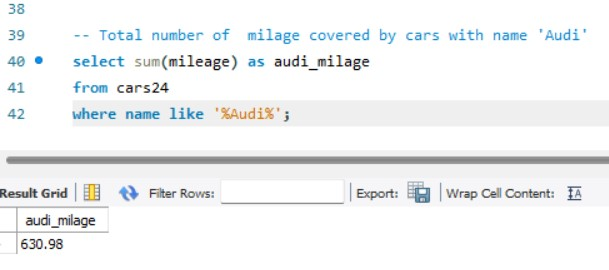 38
39 -- Total number of  milage covered by cars with name 'Audi'
40 select sum(mileage) as audi_milage
41 from cars24
42 where name like '%Audi%';
Result Grid Filter Rows: Export: Wrap Cell Content:
audi_milage
630.98